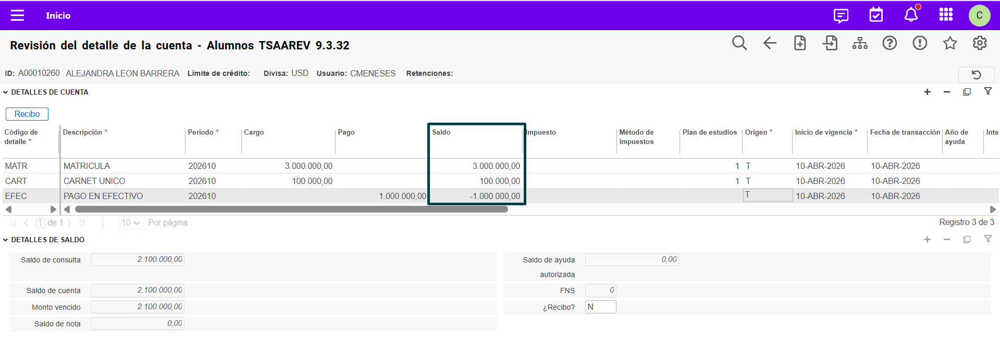 Inicio
C
Revisión del detalle de la cuenta - Alumnos TSAAREV 9.3.32
ID: A00010260 ALEJANDRA LEON BARRERA Límite de crédito: Divisa: USD Usuario: CMENESES Retenciones:
DETALLES DE CUENTA
Recibo
Código de detalle * Descripción * Periodo * Cargo Pago Saldo Impuesto Método de impuestos Plan de estudios Origen * Inicio de vigencia * Fecha de transacción Año de ayuda Inte
MATR MATRICULA 202610 3.000.000,00 3.000.000,00 1 T 10-ABR-2026 10-ABR-2026
CART CARNET UNICO 202610 100.000,00 100.000,00 1 T 10-ABR-2026 10-ABR-2026
EFEC PAGO EN EFECTIVO 202610 1.000.000,00 -1.000.000,00 T 10-ABR-2026 10-ABR-2026
1 de 1 10 Por página Registro 3 de 3
DETALLES DE SALDO
Saldo de consulta 2.100.000,00 Saldo de ayuda autorizada 0,00
Saldo de cuenta 2.100.000,00 FNS 0
Monto vencido 2.100.000,00 ¿Recibo? N
Saldo de nota 0,00